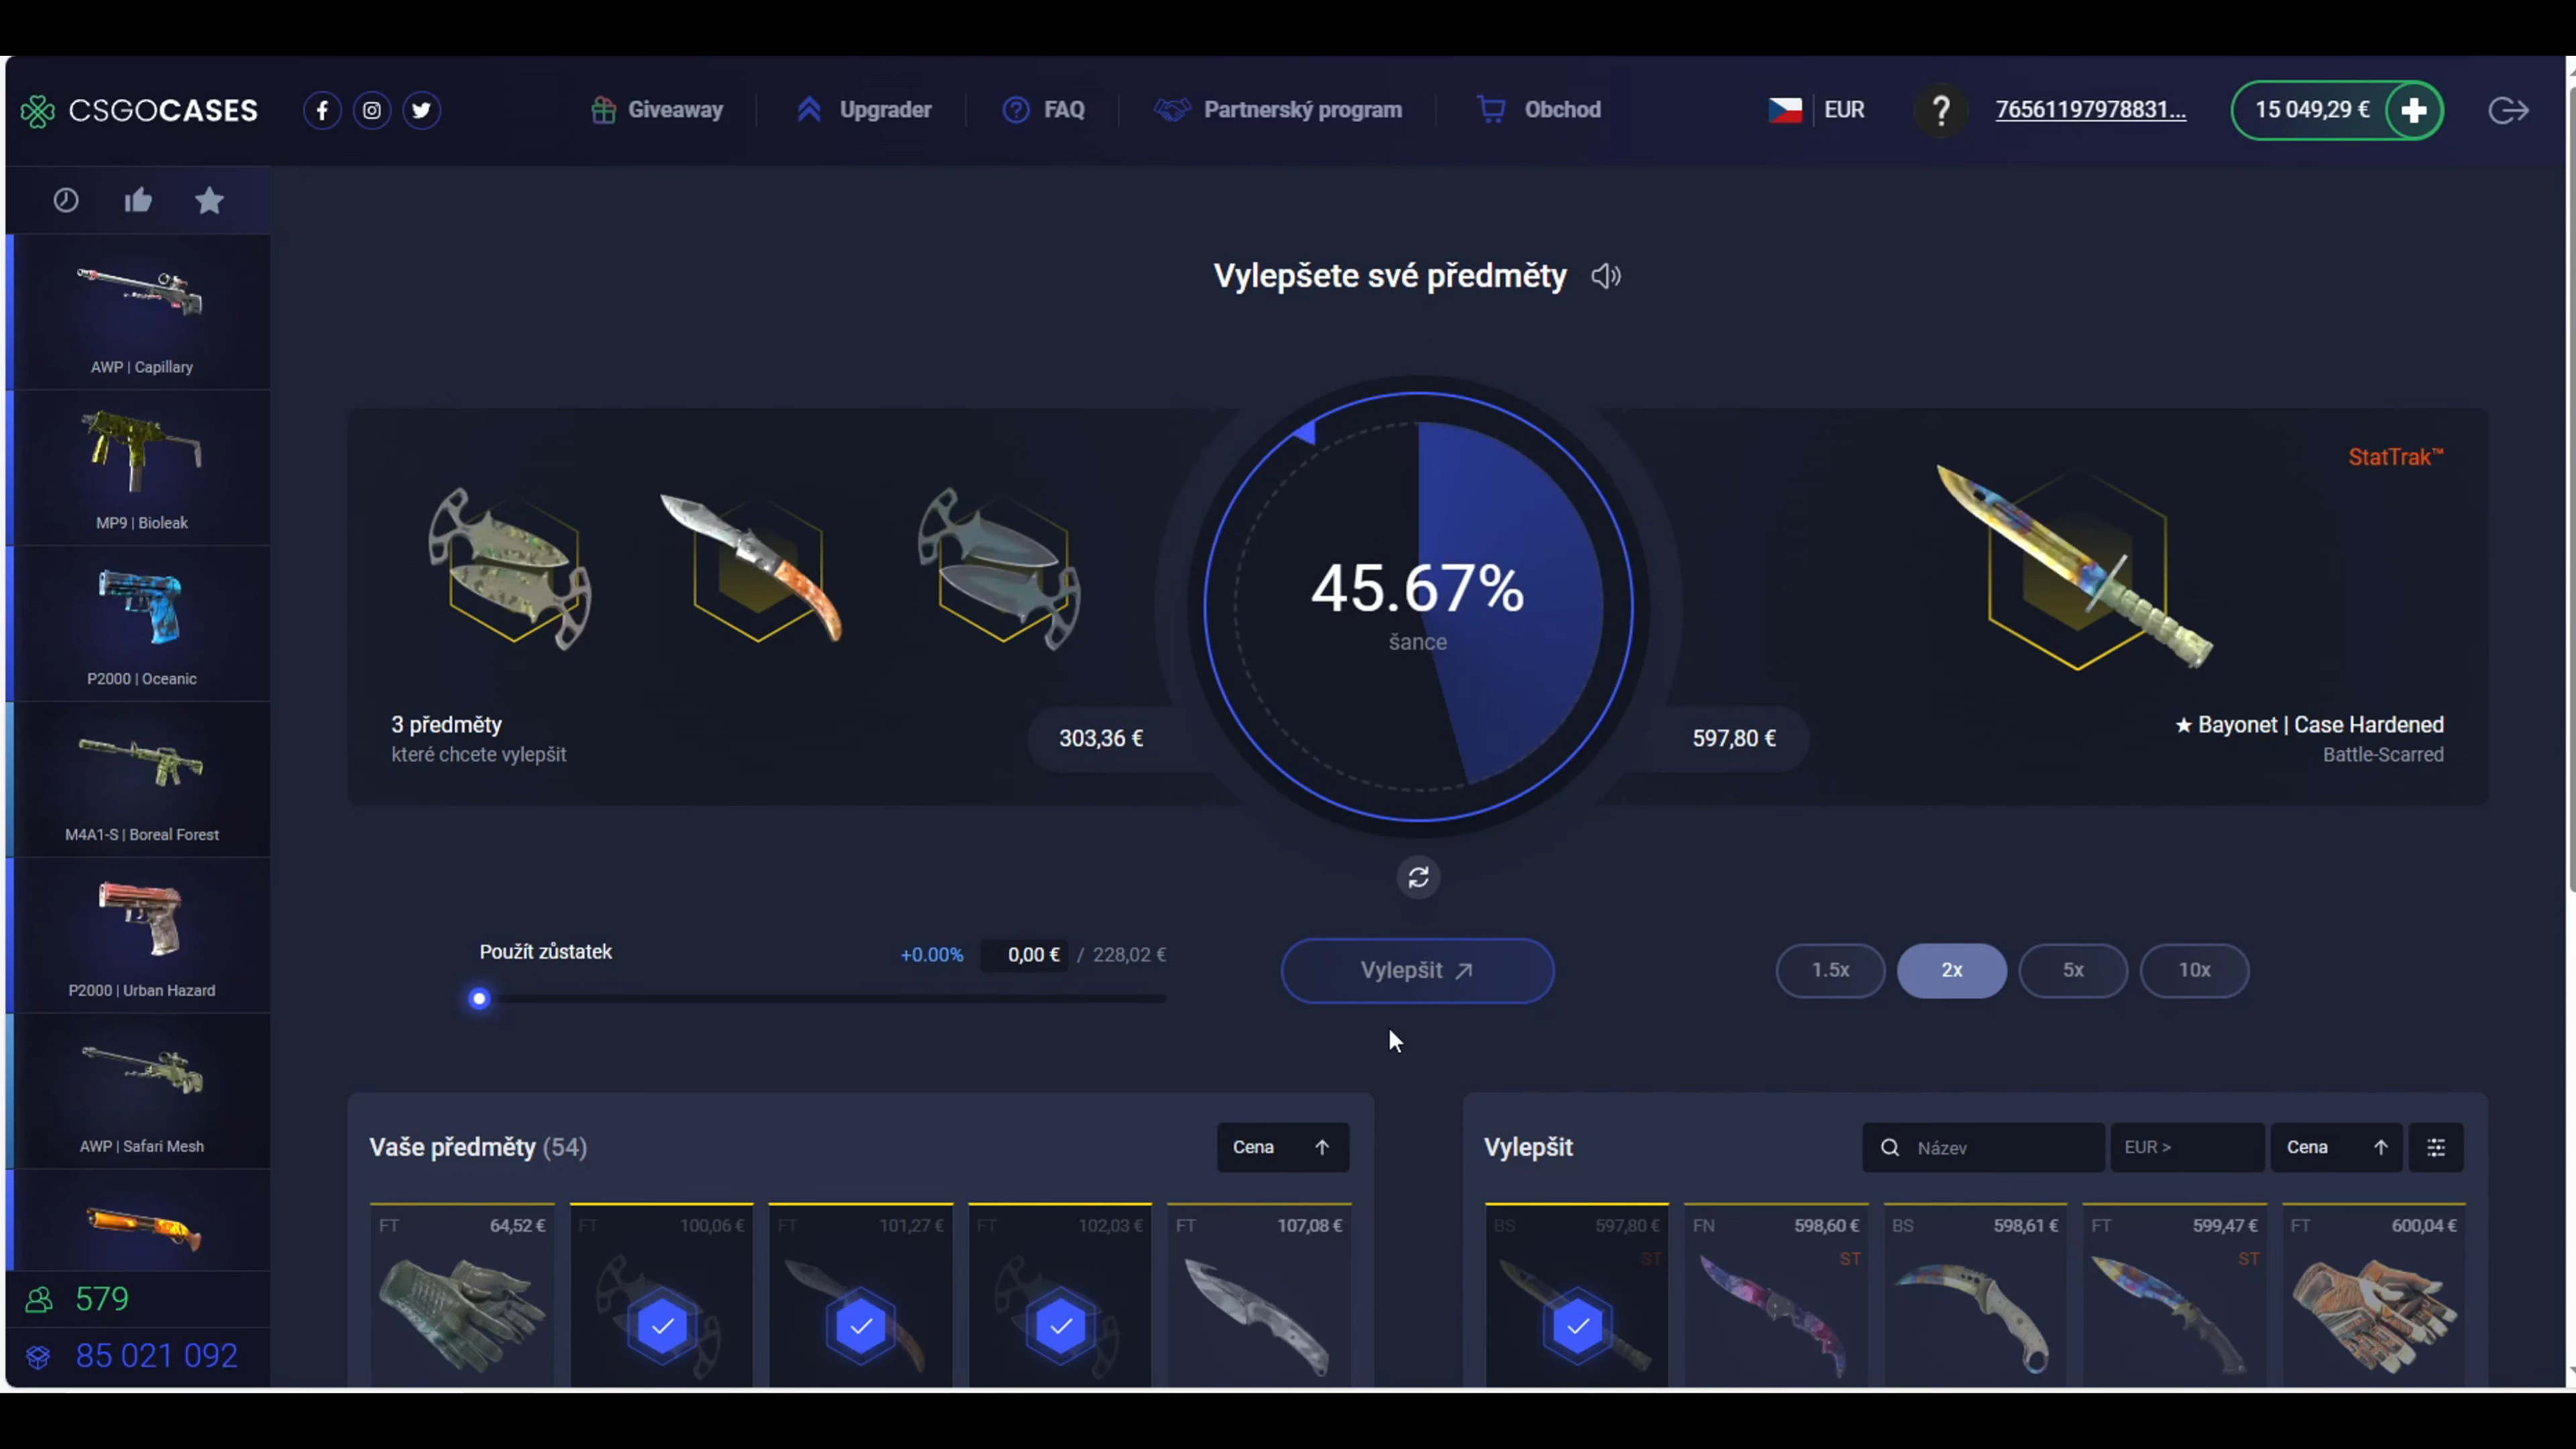 CSGOCASES
Giveaway
Upgrader
FAQ
Partnerský program
Obchod
EUR
76561197978831...
15 049,29 €
AWP | Capillary
MP9 | Bioleak
P2000 | Oceanic
M4A1-S | Boreal Forest
P2000 | Urban Hazard
AWP | Safari Mesh
579
85 021 092
Vylepšete své předměty
3 předměty
které chcete vylepšit
303,36 €
45.67%
šance
597,80 €
StatTrak™
★ Bayonet | Case Hardened
Battle-Scarred
Použít zůstatek
+0.00% 0,00 € / 228,02 €
Vylepšit
1.5x 2x 5x 10x
Vaše předměty (54)
Cena
FT 64,52 €
FT 100,06 €
FT 101,27 €
FT 102,03 €
FT 107,08 €
Vylepšit
Název
EUR >
Cena
BS 597,80 €
ST
FN 598,60 €
ST
BS 598,61 €
FT 599,47 €
ST
FT 600,04 €